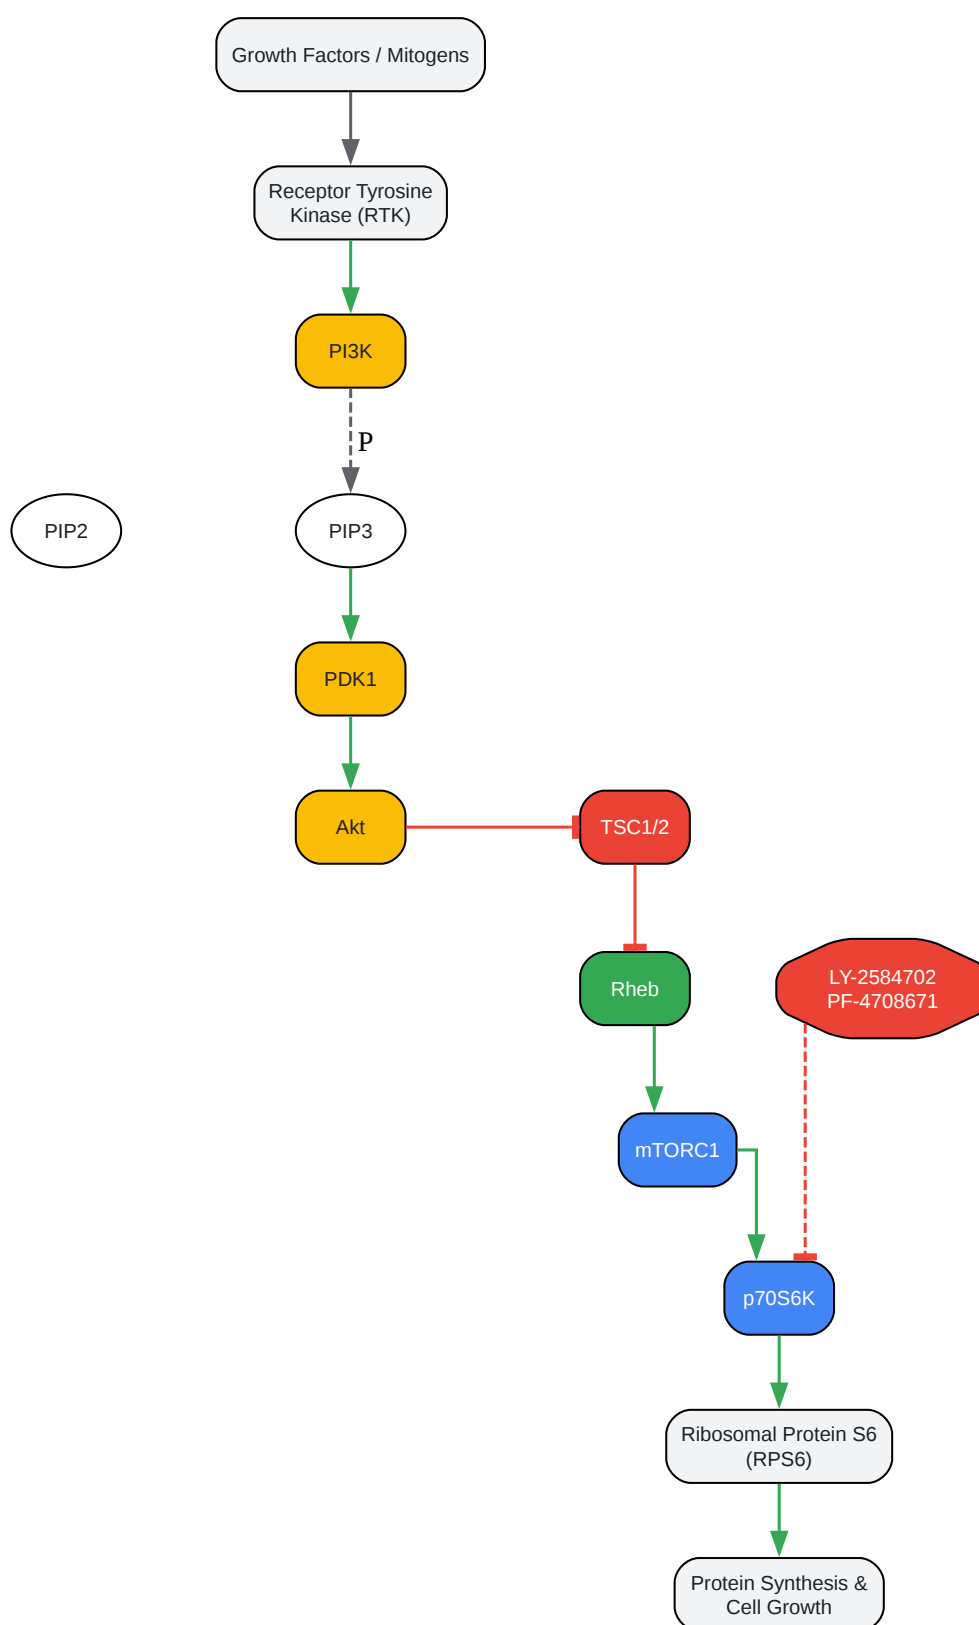 Growth Factors / Mitogens
Receptor Tyrosine
Kinase (RTK)
PI3K
P
PIP2
PIP3
PDK1
Akt
TSC1/2
Rheb
LY-2584702
PF-4708671
mTORC1
p70S6K
Ribosomal Protein S6
(RPS6)
Protein Synthesis &
Cell Growth